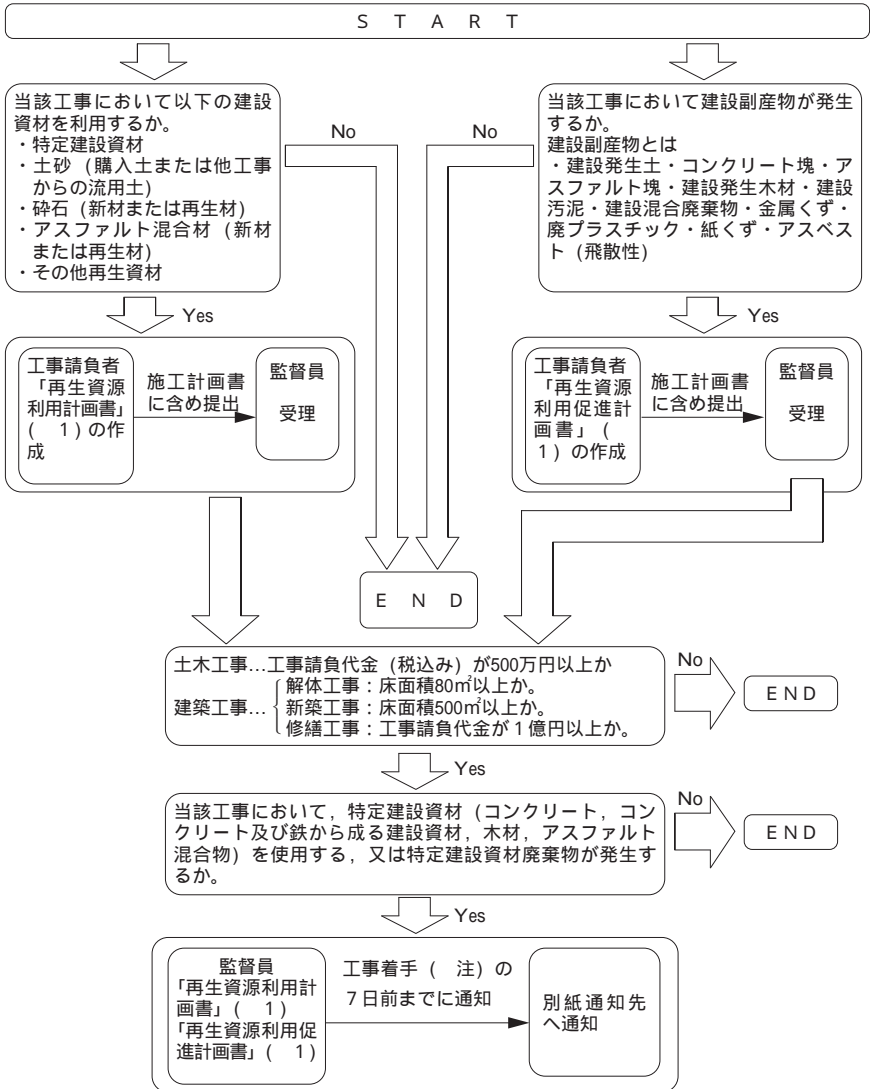 START
当該工事において以下の建設
資材を利用するか。
・特定建設資材
・土砂（購入土または他工事
からの流用土）
・砕石（新材または再生材）
・アスファルト混合材（新材
または再生材）
・その他再生資材
No
No
当該工事において建設副産物が発生
するか。
建設副産物とは
・建設発生土・コンクリート塊・ア
スファルト塊・建設発生木材・建設
汚泥・建設混合廃棄物・金属くず・
廃プラスチック・紙くず・アスベス
ト（飛散性）
Yes
Yes
工事請負者
「再生資源
利用計画書」
（　1）の作
成
施工計画書
に含め提出
監督員
受理
工事請負者
「再生資源
利用促進計
画書」（
1）の作成
施工計画書
に含め提出
監督員
受理
END
土木工事…工事請負代金（税込み）が500万円以上か
建築工事…
解体工事：床面積80㎡以上か。
新築工事：床面積500㎡以上か。
修繕工事：工事請負代金が1億円以上か。
No
END
Yes
当該工事において，特定建設資材（コンクリート，コン
クリート及び鉄から成る建設資材，木材，アスファルト
混合物）を使用する，又は特定建設資材廃棄物が発生す
るか。
No
END
Yes
監督員
「再生資源利用計
画書」（　1）
「再生資源利用促
進計画書」（　1）
工事着手（　注）の
7日前までに通知
別紙通知先
へ通知